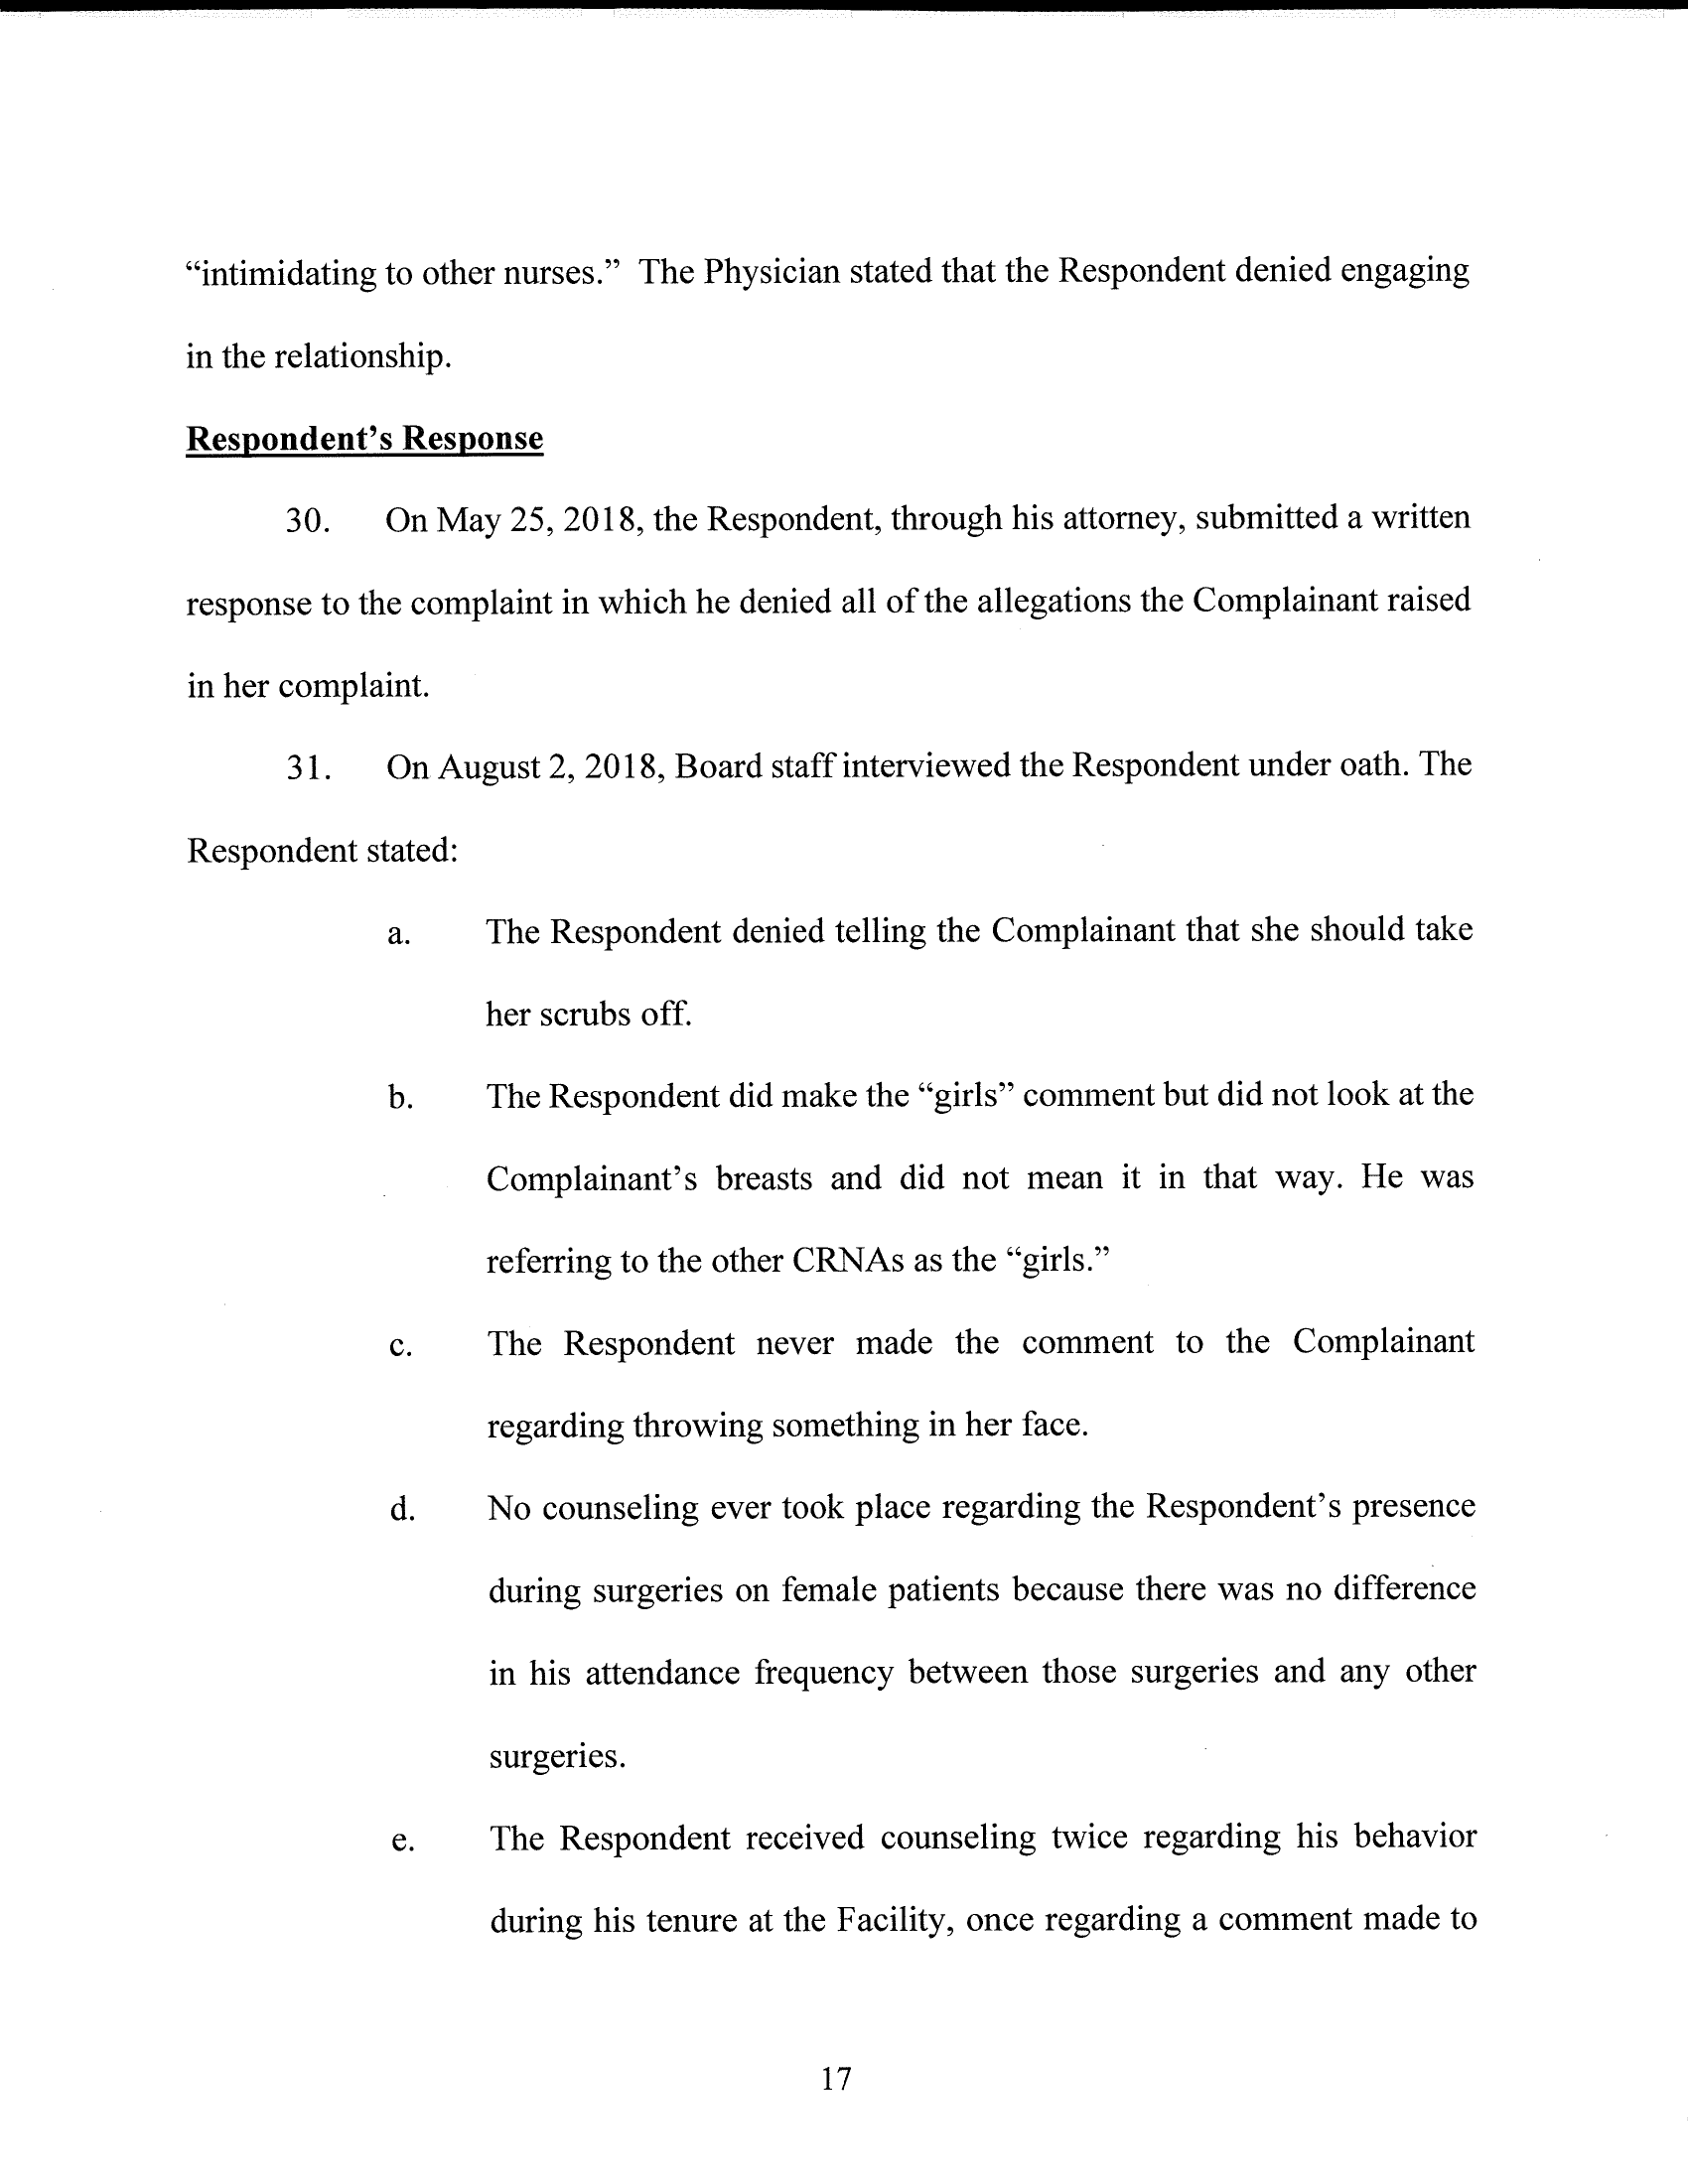 “intimidating to other nurses.” The Physician stated that the Respondent denied engaging
in the relationship.
Respondent’s Response
30. On May 25, 2018, the Respondent, through his attorney, submitted a written
response to the complaint in which he denied all of the allegations the Complainant raised
in her complaint.
31. On August 2, 2018, Board staff interviewed the Respondent under oath. The
Respondent stated:
a. The Respondent denied telling the Complainant that she should take
her scrubs off.
b. The Respondent did make the “girls” comment but did not look at the
Complainant’s breasts and did not mean it in that way. He was
referring to the other CRNAs as the “girls.”
c. The Respondent never made the comment to the Complainant
regarding throwing something in her face.
d. No counseling ever took place regarding the Respondent’s presence
during surgeries on female patients because there was no difference
in his attendance frequency between those surgeries and any other
surgeries.
e. The Respondent received counseling twice regarding his behavior
during his tenure at the Facility, once regarding a comment made to
17